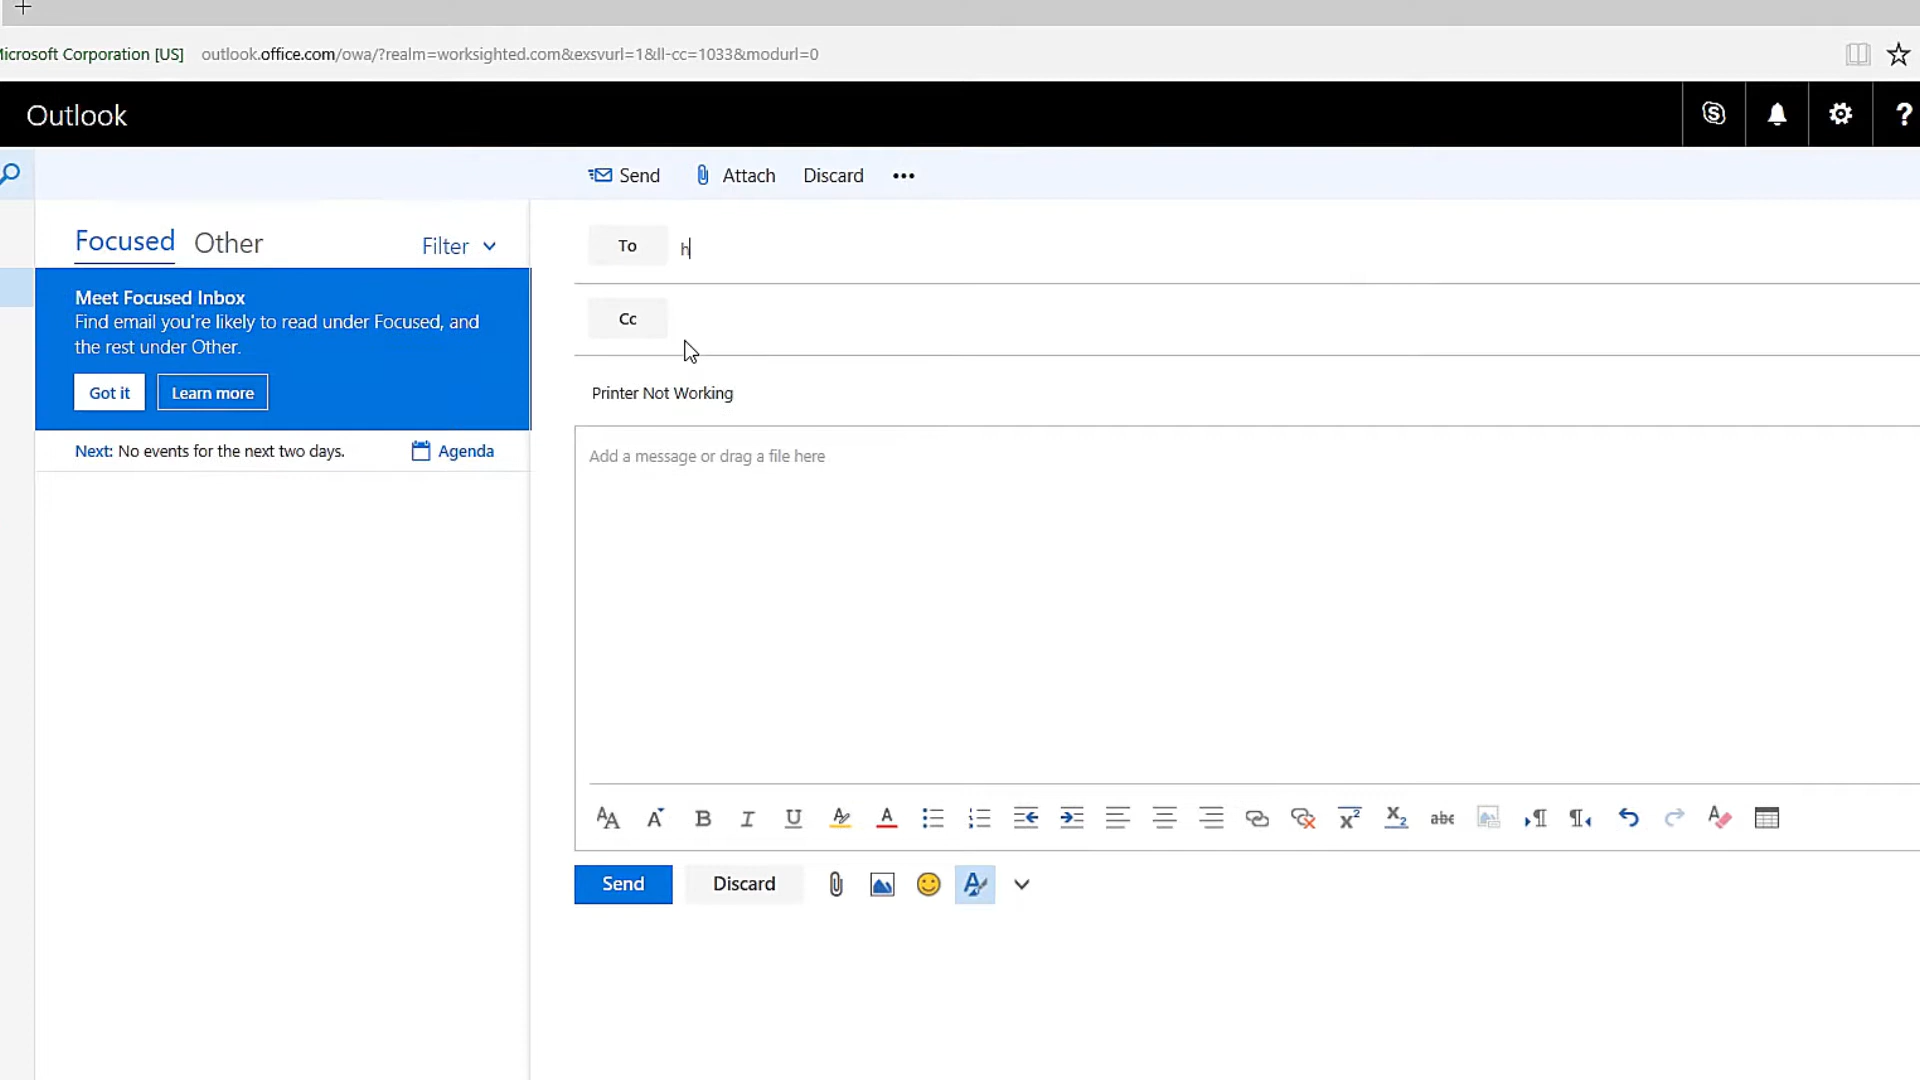 Microsoft Corporation [US] outlook.office.com/owa/?realm=worksighted.com&exsvurl=1&ll-cc=1033&modurl=0
Outlook
?
Send Attach Discard •••
Focused Other Filter
To h
Meet Focused Inbox
Find email you're likely to read under Focused, and
the rest under Other.
Got it Learn more
Cc
Printer Not Working
Next: No events for the next two days. Agenda
Add a message or drag a file here
Send Discard